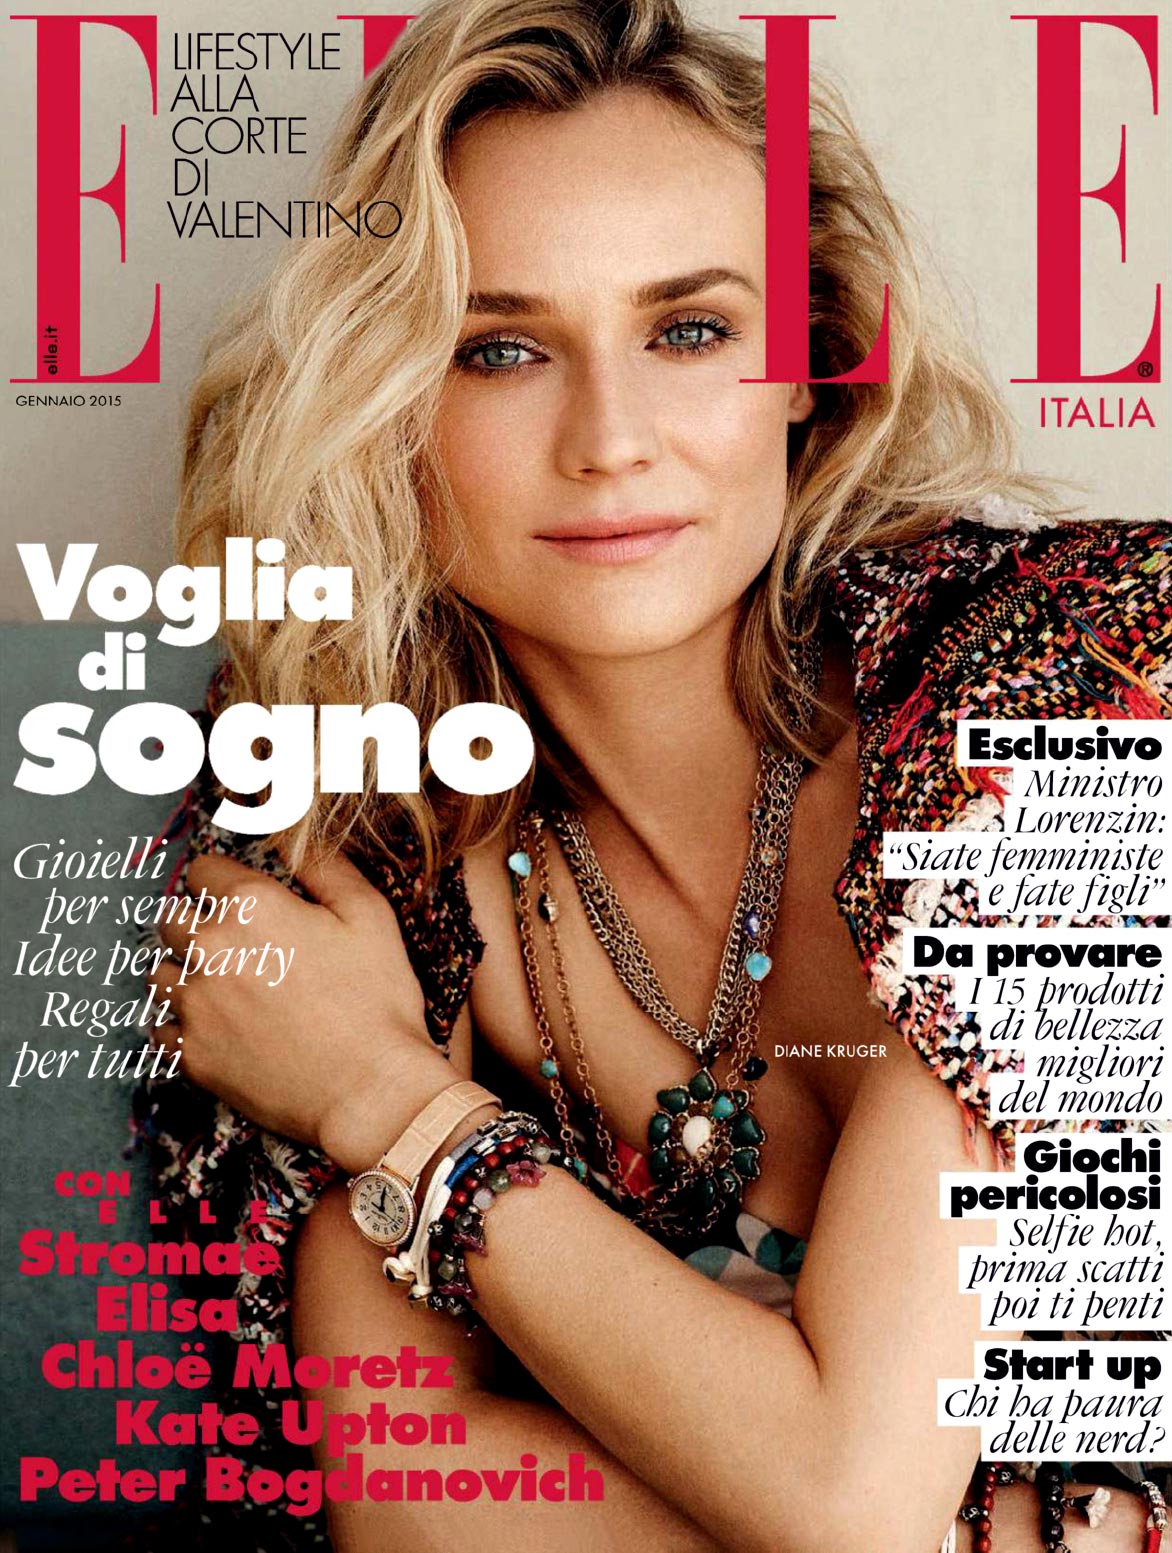 ELLE
LIFESTYLE
ALLA
CORTE
DI
VALENTINO
elle.it
®
GENNAIO 2015
ITALIA
Voglia
di
sogno
Gioielli
per sempre
Idee per party
Regali
per tutti
Esclusivo
Ministro
Lorenzin:
“Siate femministe
e fate figli”
Da provare
I 15 prodotti
di bellezza
migliori
del mondo
DIANE KRUGER
Giochi
pericolosi
Selfie hot,
prima scatti
poi ti penti
Start up
Chi ha paura
delle nerd?
CON
ELLE
Stromae
Elisa
Chloë Moretz
Kate Upton
Peter Bogdanovich